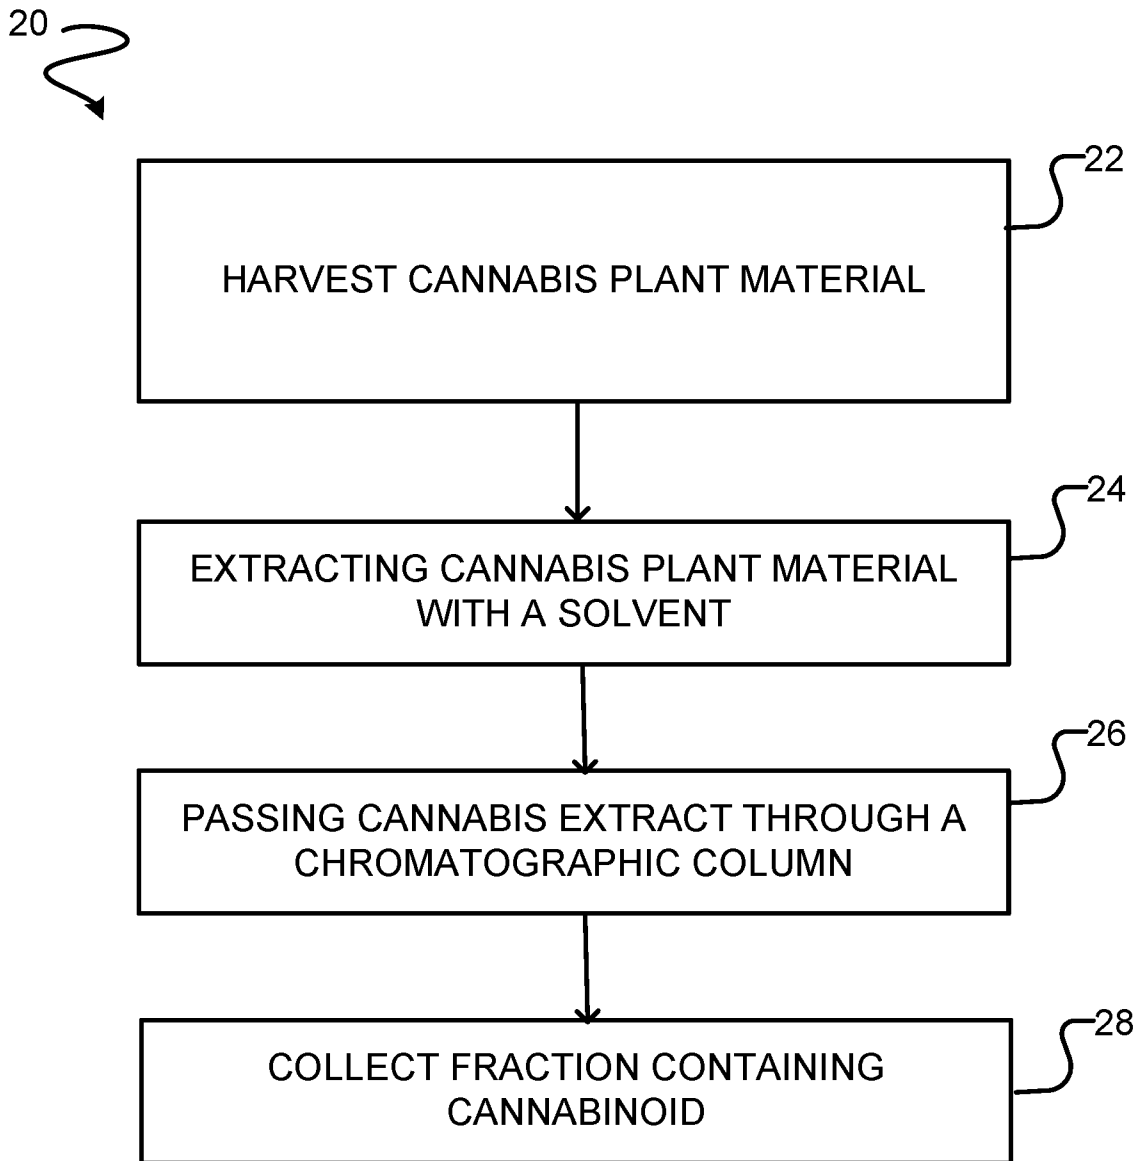 20
22
HARVEST CANNABIS PLANT MATERIAL
24
EXTRACTING CANNABIS PLANT MATERIAL
WITH A SOLVENT
26
PASSING CANNABIS EXTRACT THROUGH A
CHROMATOGRAPHIC COLUMN
28
COLLECT FRACTION CONTAINING
CANNABINOID